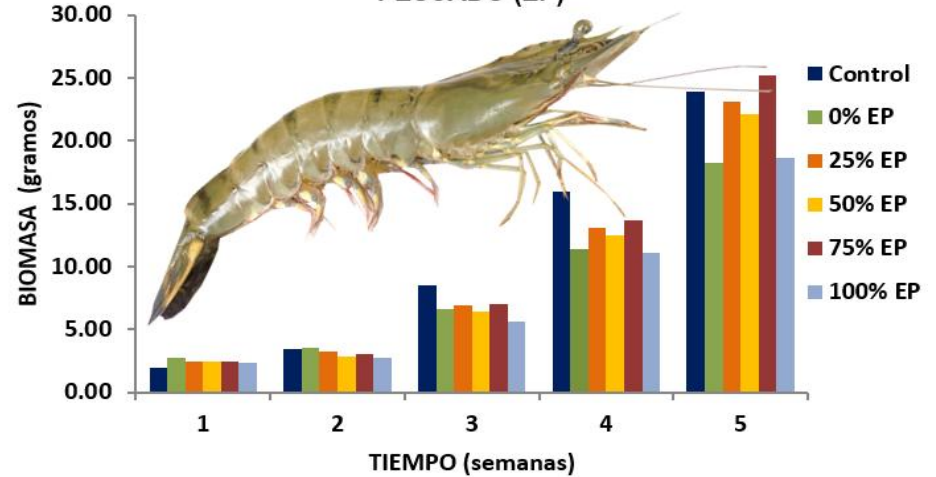 30.00
25.00
20.00
15.00
10.00
5.00
0.00
BIOMASA (gramos)
1 2 3 4 5
TIEMPO (semanas)
Control
0% EP
25% EP
50% EP
75% EP
100% EP